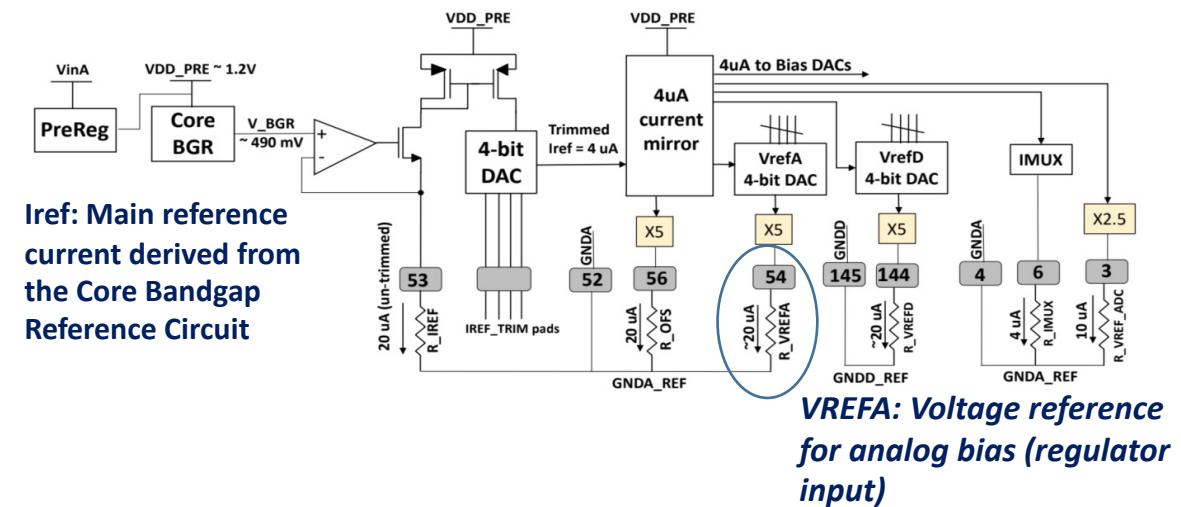 VDD_PRE
VDD_PRE
VinA
VDD_PRE ~ 1.2V
PreReg
Core
BGR
V_BGR
~ 490 mV
+
-
4-bit
DAC
Trimmed
Iref = 4 uA
4uA
current
mirror
4uA to Bias DACs
VrefA
4-bit DAC
VrefD
4-bit DAC
IMUX
X5
X5
X5
X2.5
Iref: Main reference
current derived from
the Core Bandgap
Reference Circuit
20 uA (un-trimmed)
53
R_IREF
IREF_TRIM pads
GNDA
52
56
20 uA
R_OFS
54
~20 uA
R_VREFA
GNDA_REF
GNDD
145
144
~20 uA
R_VREFD
GNDD_REF
GNDA
4
6
4 uA
R_IMUX
3
10 uA
R_VREF_ADC
GNDA_REF
VREFA: Voltage reference
for analog bias (regulator
input)